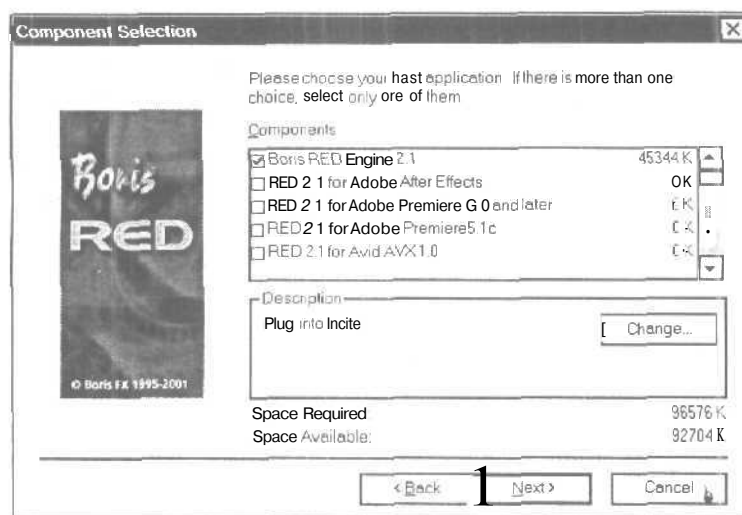 Component Selection
Please choose your hast application If there is more than one
choice, select only ore of them
Components
Boris RED Engine 2.1 45344 K
RED 2 1 for Adobe After Effects OK
RED 2 1 for Adobe Premiere G 0 and later K
RED 2 1 for Adobe Premiere 5.1c K
RED 2.1 for Avid AVX 1.0 K
Boris
RED
© Boris FX 1995-2001
Description
Plug into Incite
[ Change...
Space Required 96576 K
Space Available: 92704 K
< Back 1 Next > Cancel